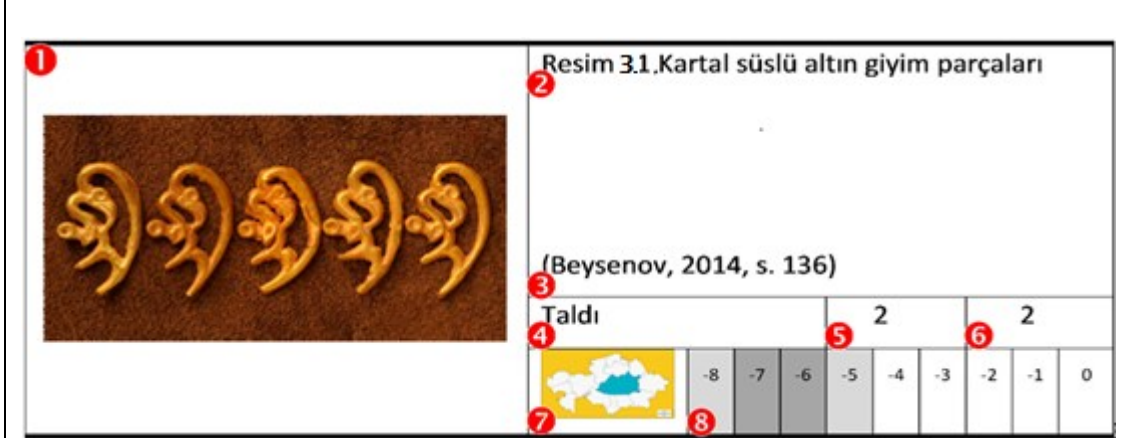 1
Resim 3.1.Kartal süslü altın giyim parçaları
2
(Beysenov, 2014, s. 136)
3
Taldı 2 2
4 5 6
-8 -7 -6 -5 -4 -3 -2 -1 0
7 8